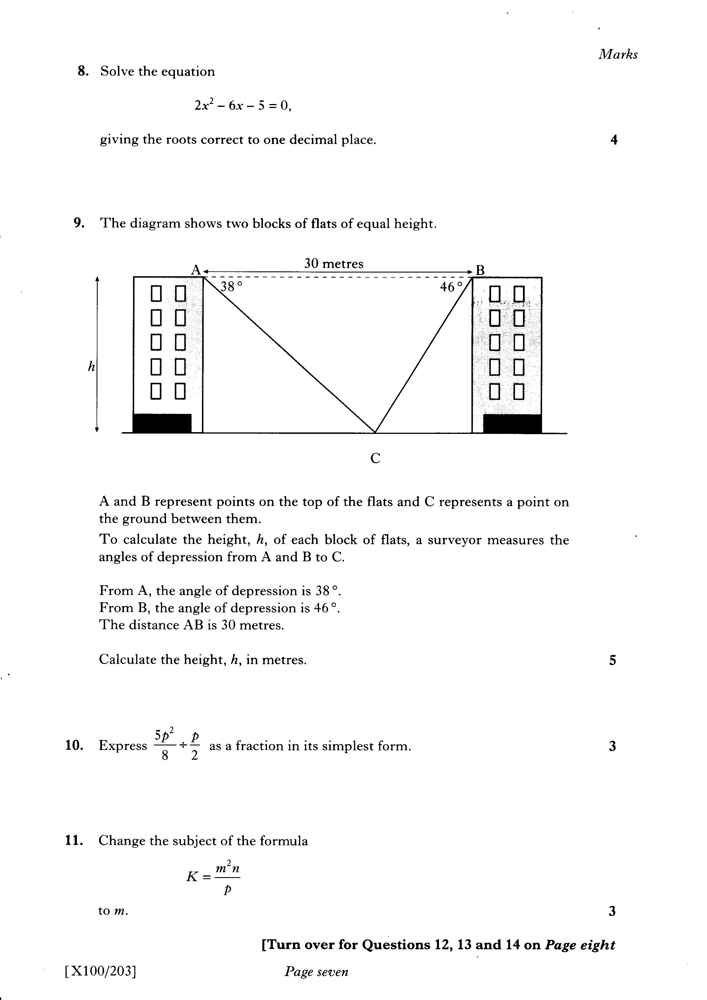 Marks
8. Solve the equation
2x² – 6x – 5 = 0,
giving the roots correct to one decimal place. 4
9. The diagram shows two blocks of flats of equal height.
30 metres
A B
38° 46°
h
C
A and B represent points on the top of the flats and C represents a point on
the ground between them.
To calculate the height, h, of each block of flats, a surveyor measures the
angles of depression from A and B to C.
From A, the angle of depression is 38°.
From B, the angle of depression is 46°.
The distance AB is 30 metres.
Calculate the height, h, in metres. 5
10. Express 5p²/8 ÷ p/2 as a fraction in its simplest form. 3
11. Change the subject of the formula
K = m²n/p
to m. 3
[Turn over for Questions 12, 13 and 14 on Page eight
[X100/203] Page seven